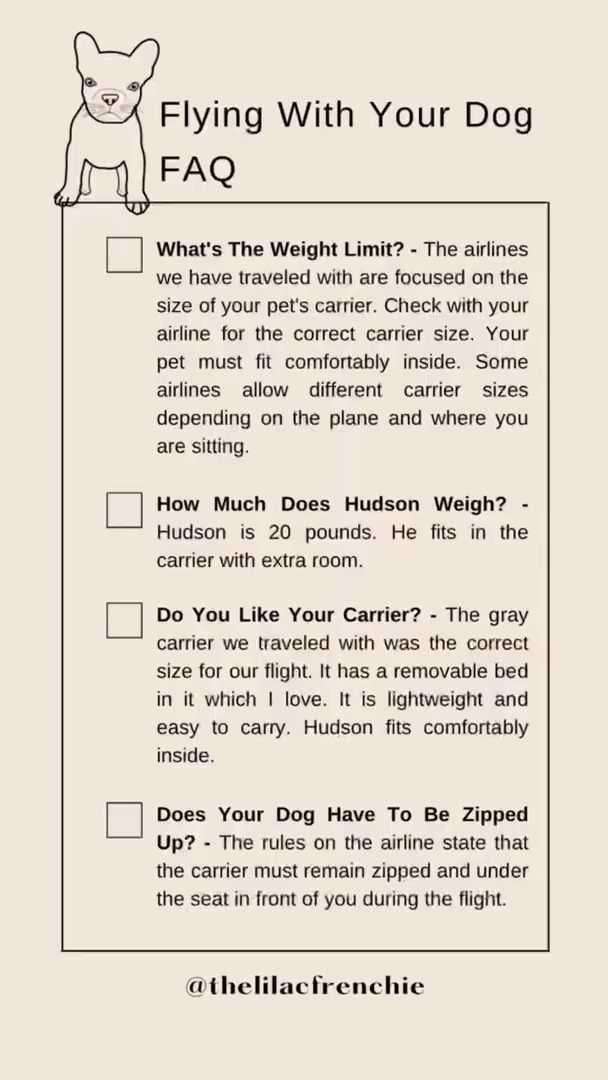 Flying With Your Dog
FAQ
What's The Weight Limit? - The airlines
we have traveled with are focused on the
size of your pet's carrier. Check with your
airline for the correct carrier size. Your
pet must fit comfortably inside. Some
airlines allow different carrier sizes
depending on the plane and where you
are sitting.
How Much Does Hudson Weigh? -
Hudson is 20 pounds. He fits in the
carrier with extra room.
Do You Like Your Carrier? - The gray
carrier we traveled with was the correct
size for our flight. It has a removable bed
in it which I love. It is lightweight and
easy to carry. Hudson fits comfortably
inside.
Does Your Dog Have To Be Zipped
Up? - The rules on the airline state that
the carrier must remain zipped and under
the seat in front of you during the flight.
@thelilacfrenchie